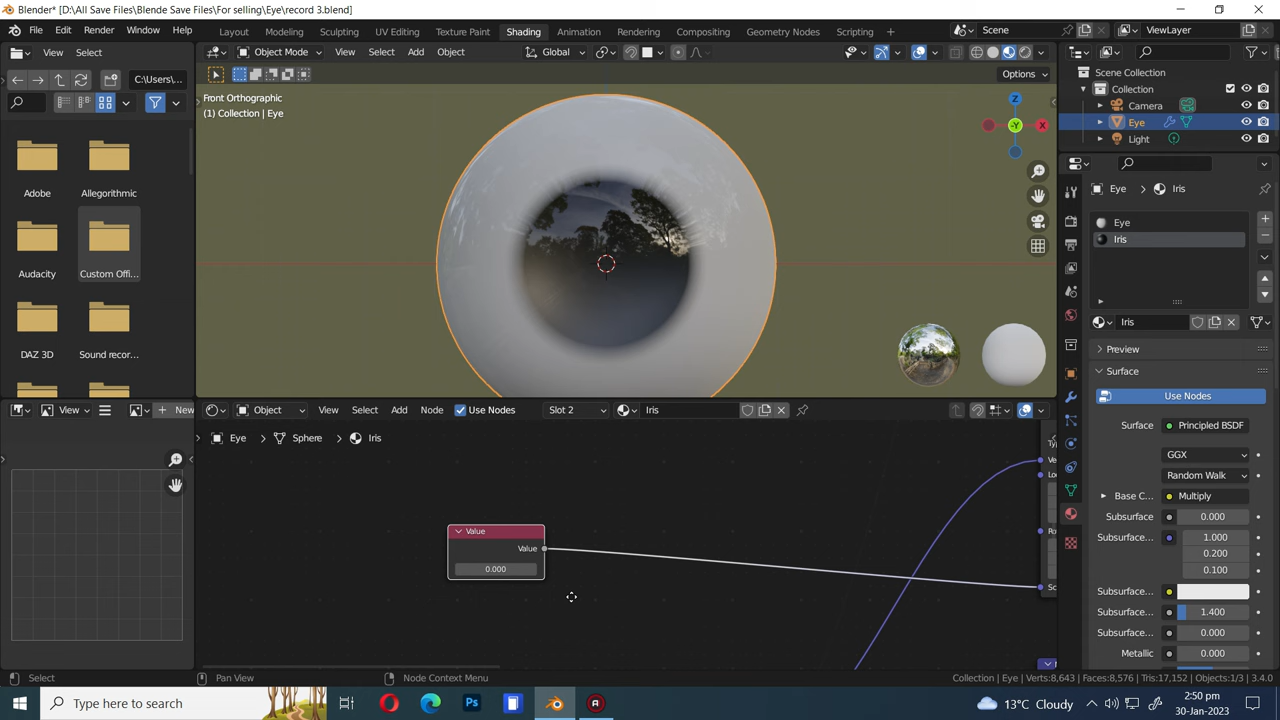 Blender* [D:\All Save Files\Blende Save Files\For selling\Eye\record 3.blend]
File Edit Render Window Help Layout Modeling Sculpting UV Editing Texture Paint Shading Animation Rendering Compositing Geometry Nodes Scripting Scene ViewLayer
View Select Object Mode View Select Add Object Global
C:\Users\... Options
Front Orthographic
(1) Collection | Eye
Z
X
-Y
Scene Collection
Collection
Camera
Eye
Light
Adobe Allegorithmic
Audacity Custom Offi...
DAZ 3D Sound recor...
Eye Iris
Eye
Iris
Iris
Preview
Surface
Use Nodes
Surface Principled BSDF
GGX
Random Walk
Base C... Multiply
Subsurface 0.000
Subsurface... 1.000
0.200
0.100
Subsurface...
Subsurface... 1.400
Subsurface... 0.000
Metallic 0.000
View New Object View Select Add Node Use Nodes Slot 2 Iris
Eye Sphere Iris
Ty
Ve
Lo
Ro
Sc
Value
Value
0.000
N
Select Pan View Node Context Menu Collection | Eye | Verts:8,643 | Faces:8,576 | Tris:17,152 | Objects:1/3 | 3.4.0
Type here to search
Ps
13°C Cloudy
2:50 pm
30-Jan-2023